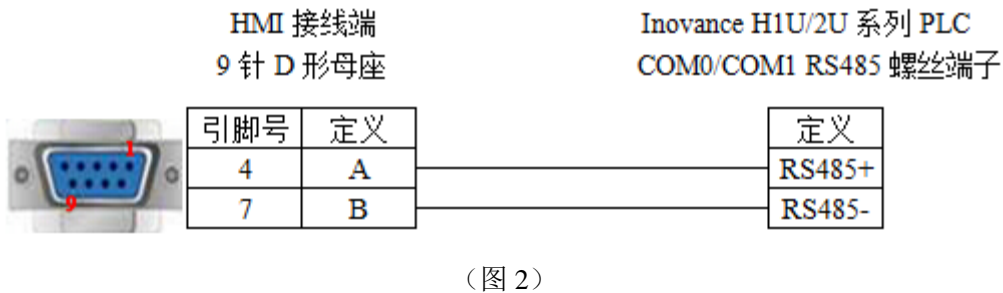 HMI 接线端
9 针 D 形母座
Inovance H1U/2U 系列 PLC
COM0/COM1 RS485 螺丝端子
引脚号 定义 定义
1
4 A RS485+
9
7 B RS485-
（图 2）